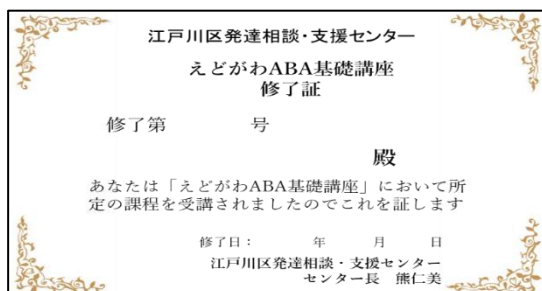 江戸川区発達相談・支援センター
えどがわABA基礎講座
修了証
修了第　　　　号
殿
あなたは「えどがわABA基礎講座」において所
定の課程を受講されましたのでこれを証します
修了日：　　　年　　月　　日
江戸川区発達相談・支援センター
センター長　熊仁美